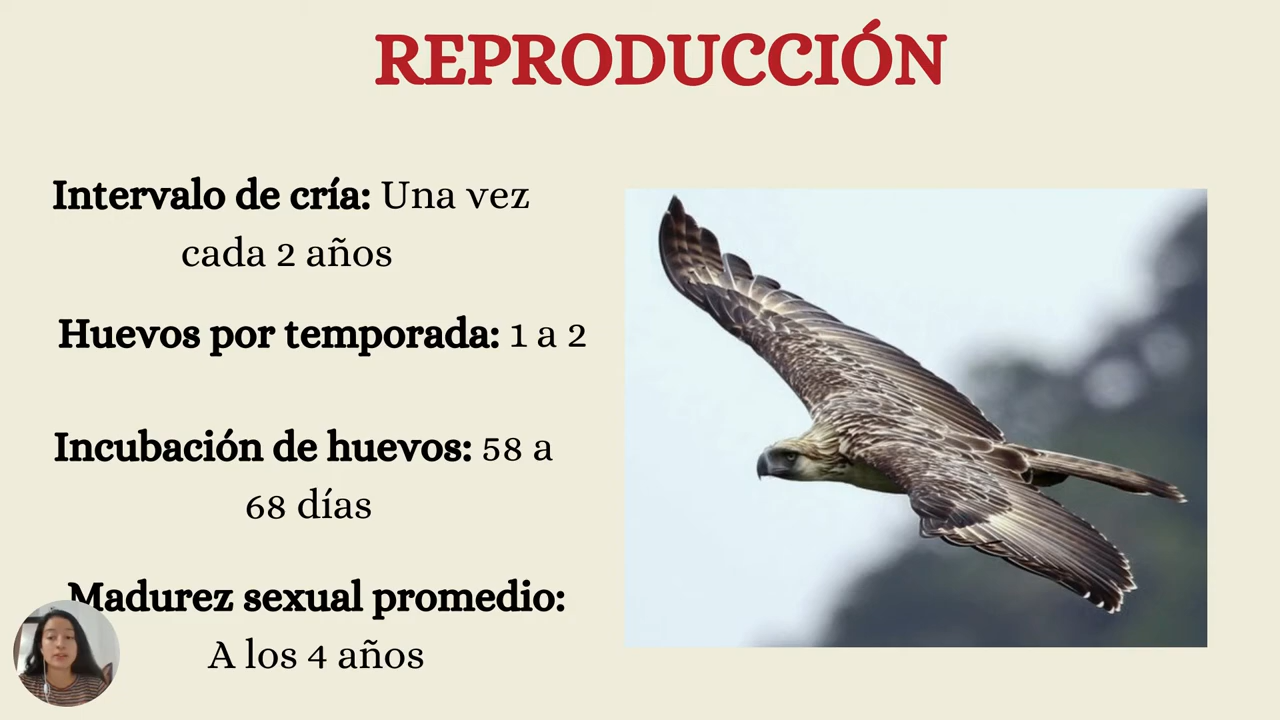 REPRODUCCIÓN
Intervalo de cría: Una vez
cada 2 años
Huevos por temporada: 1 a 2
Incubación de huevos: 58 a
68 días
Madurez sexual promedio:
A los 4 años